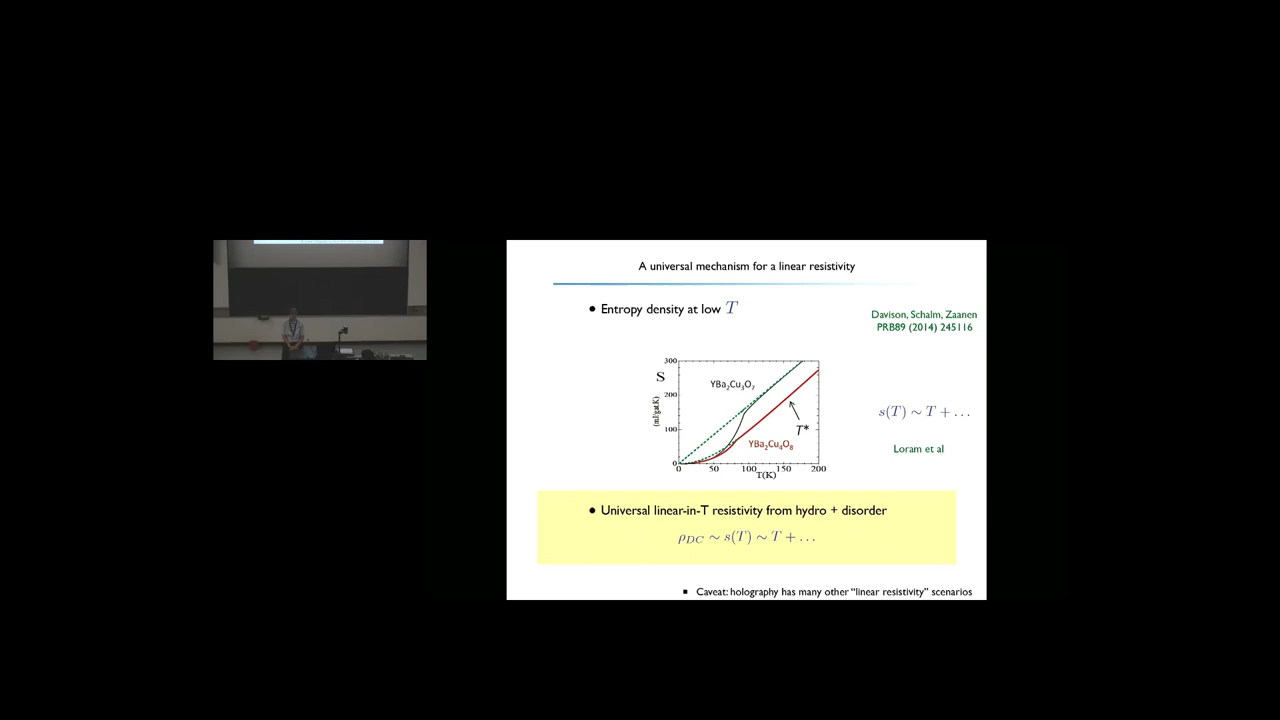 A universal mechanism for a linear resistivity
● Entropy density at low T
Davison, Schalm, Zaanen
PRB89 (2014) 245116
S
(mJ/gat.K)
300
200
100
0
YBa₂Cu₃O₇
T*
YBa₂Cu₄O₈
0 50 100 150 200
T(K)
s(T) ∼ T + …
Loram et al
● Universal linear-in-T resistivity from hydro + disorder
ρ_DC ∼ s(T) ∼ T + …
▪ Caveat: holography has many other “linear resistivity” scenarios